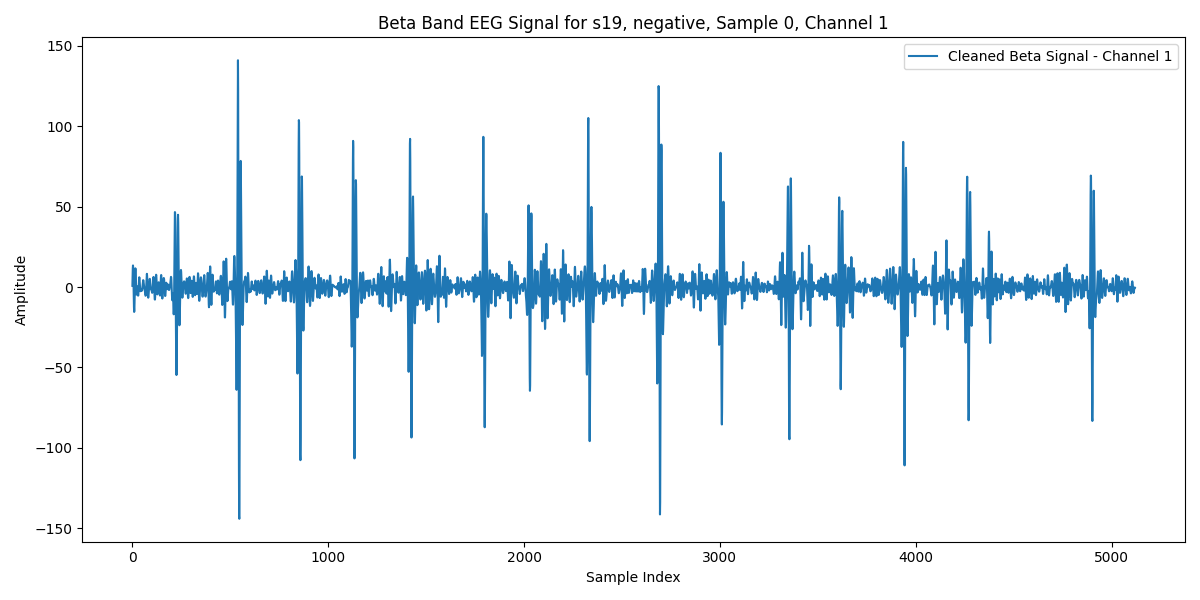 Beta Band EEG Signal for s19, negative, Sample 0, Channel 1
Cleaned Beta Signal - Channel 1
150
100
50
0
−50
−100
−150
Amplitude
0 1000 2000 3000 4000 5000
Sample Index